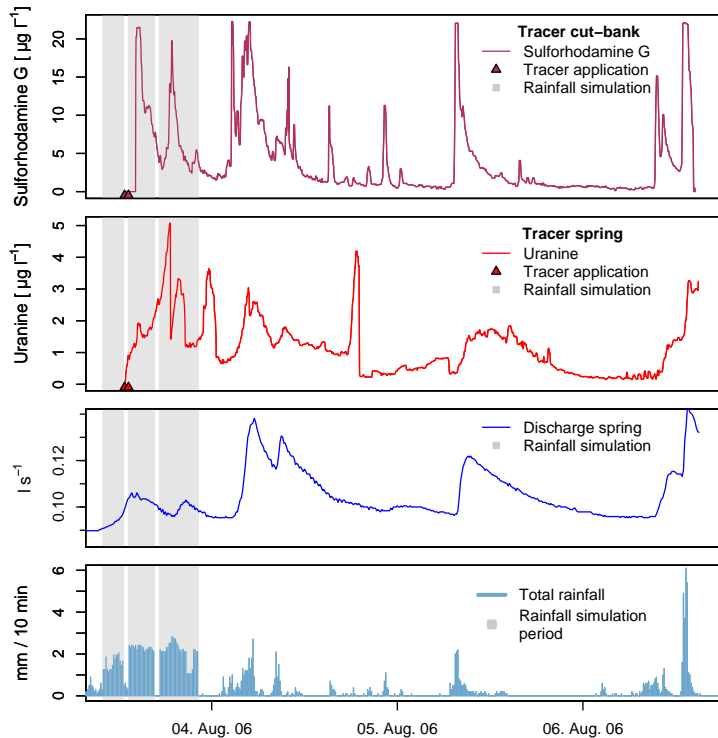 Sulforhodamine G [ µg l⁻¹]
0
5
10
15
20
Tracer cut−bank
Sulforhodamine G
Tracer application
Rainfall simulation
Uranine [ µg l⁻¹]
0
1
2
3
4
5
Tracer spring
Uranine
Tracer application
Rainfall simulation
l s⁻¹
0.10
0.12
Discharge spring
Rainfall simulation
mm / 10 min
0
2
4
6
Total rainfall
Rainfall simulation
period
04. Aug. 06
05. Aug. 06
06. Aug. 06